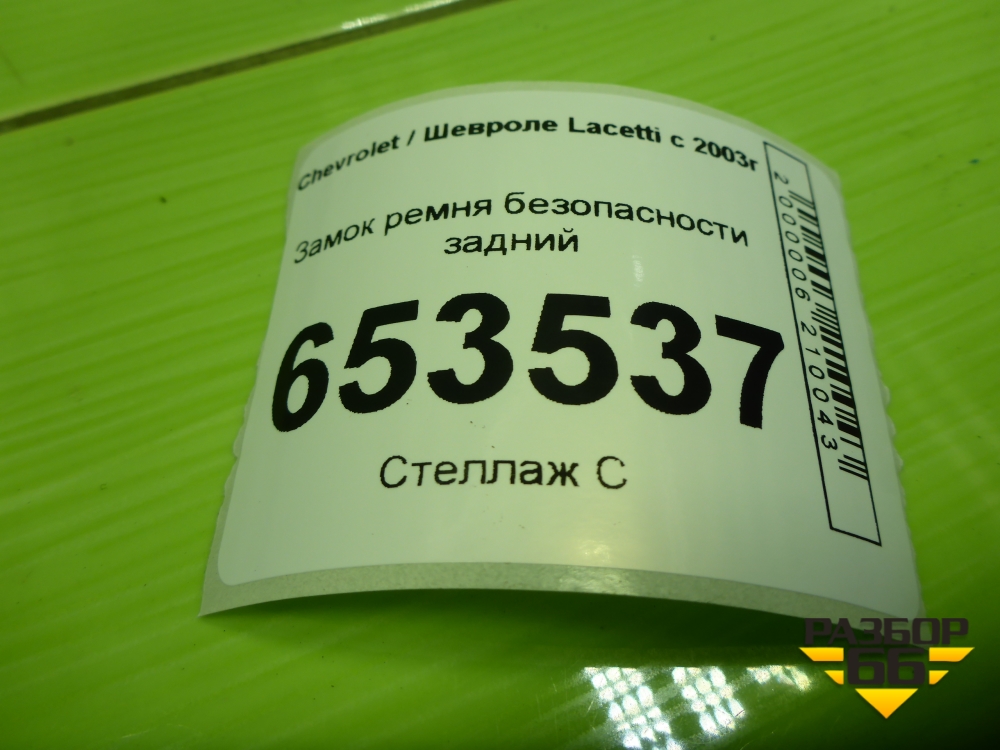 Chevrolet / Шевроле Lacetti с 2003г
Замок ремня безопасности
задний
653537
Стеллаж С
2000006210043
РАЗБОР
66